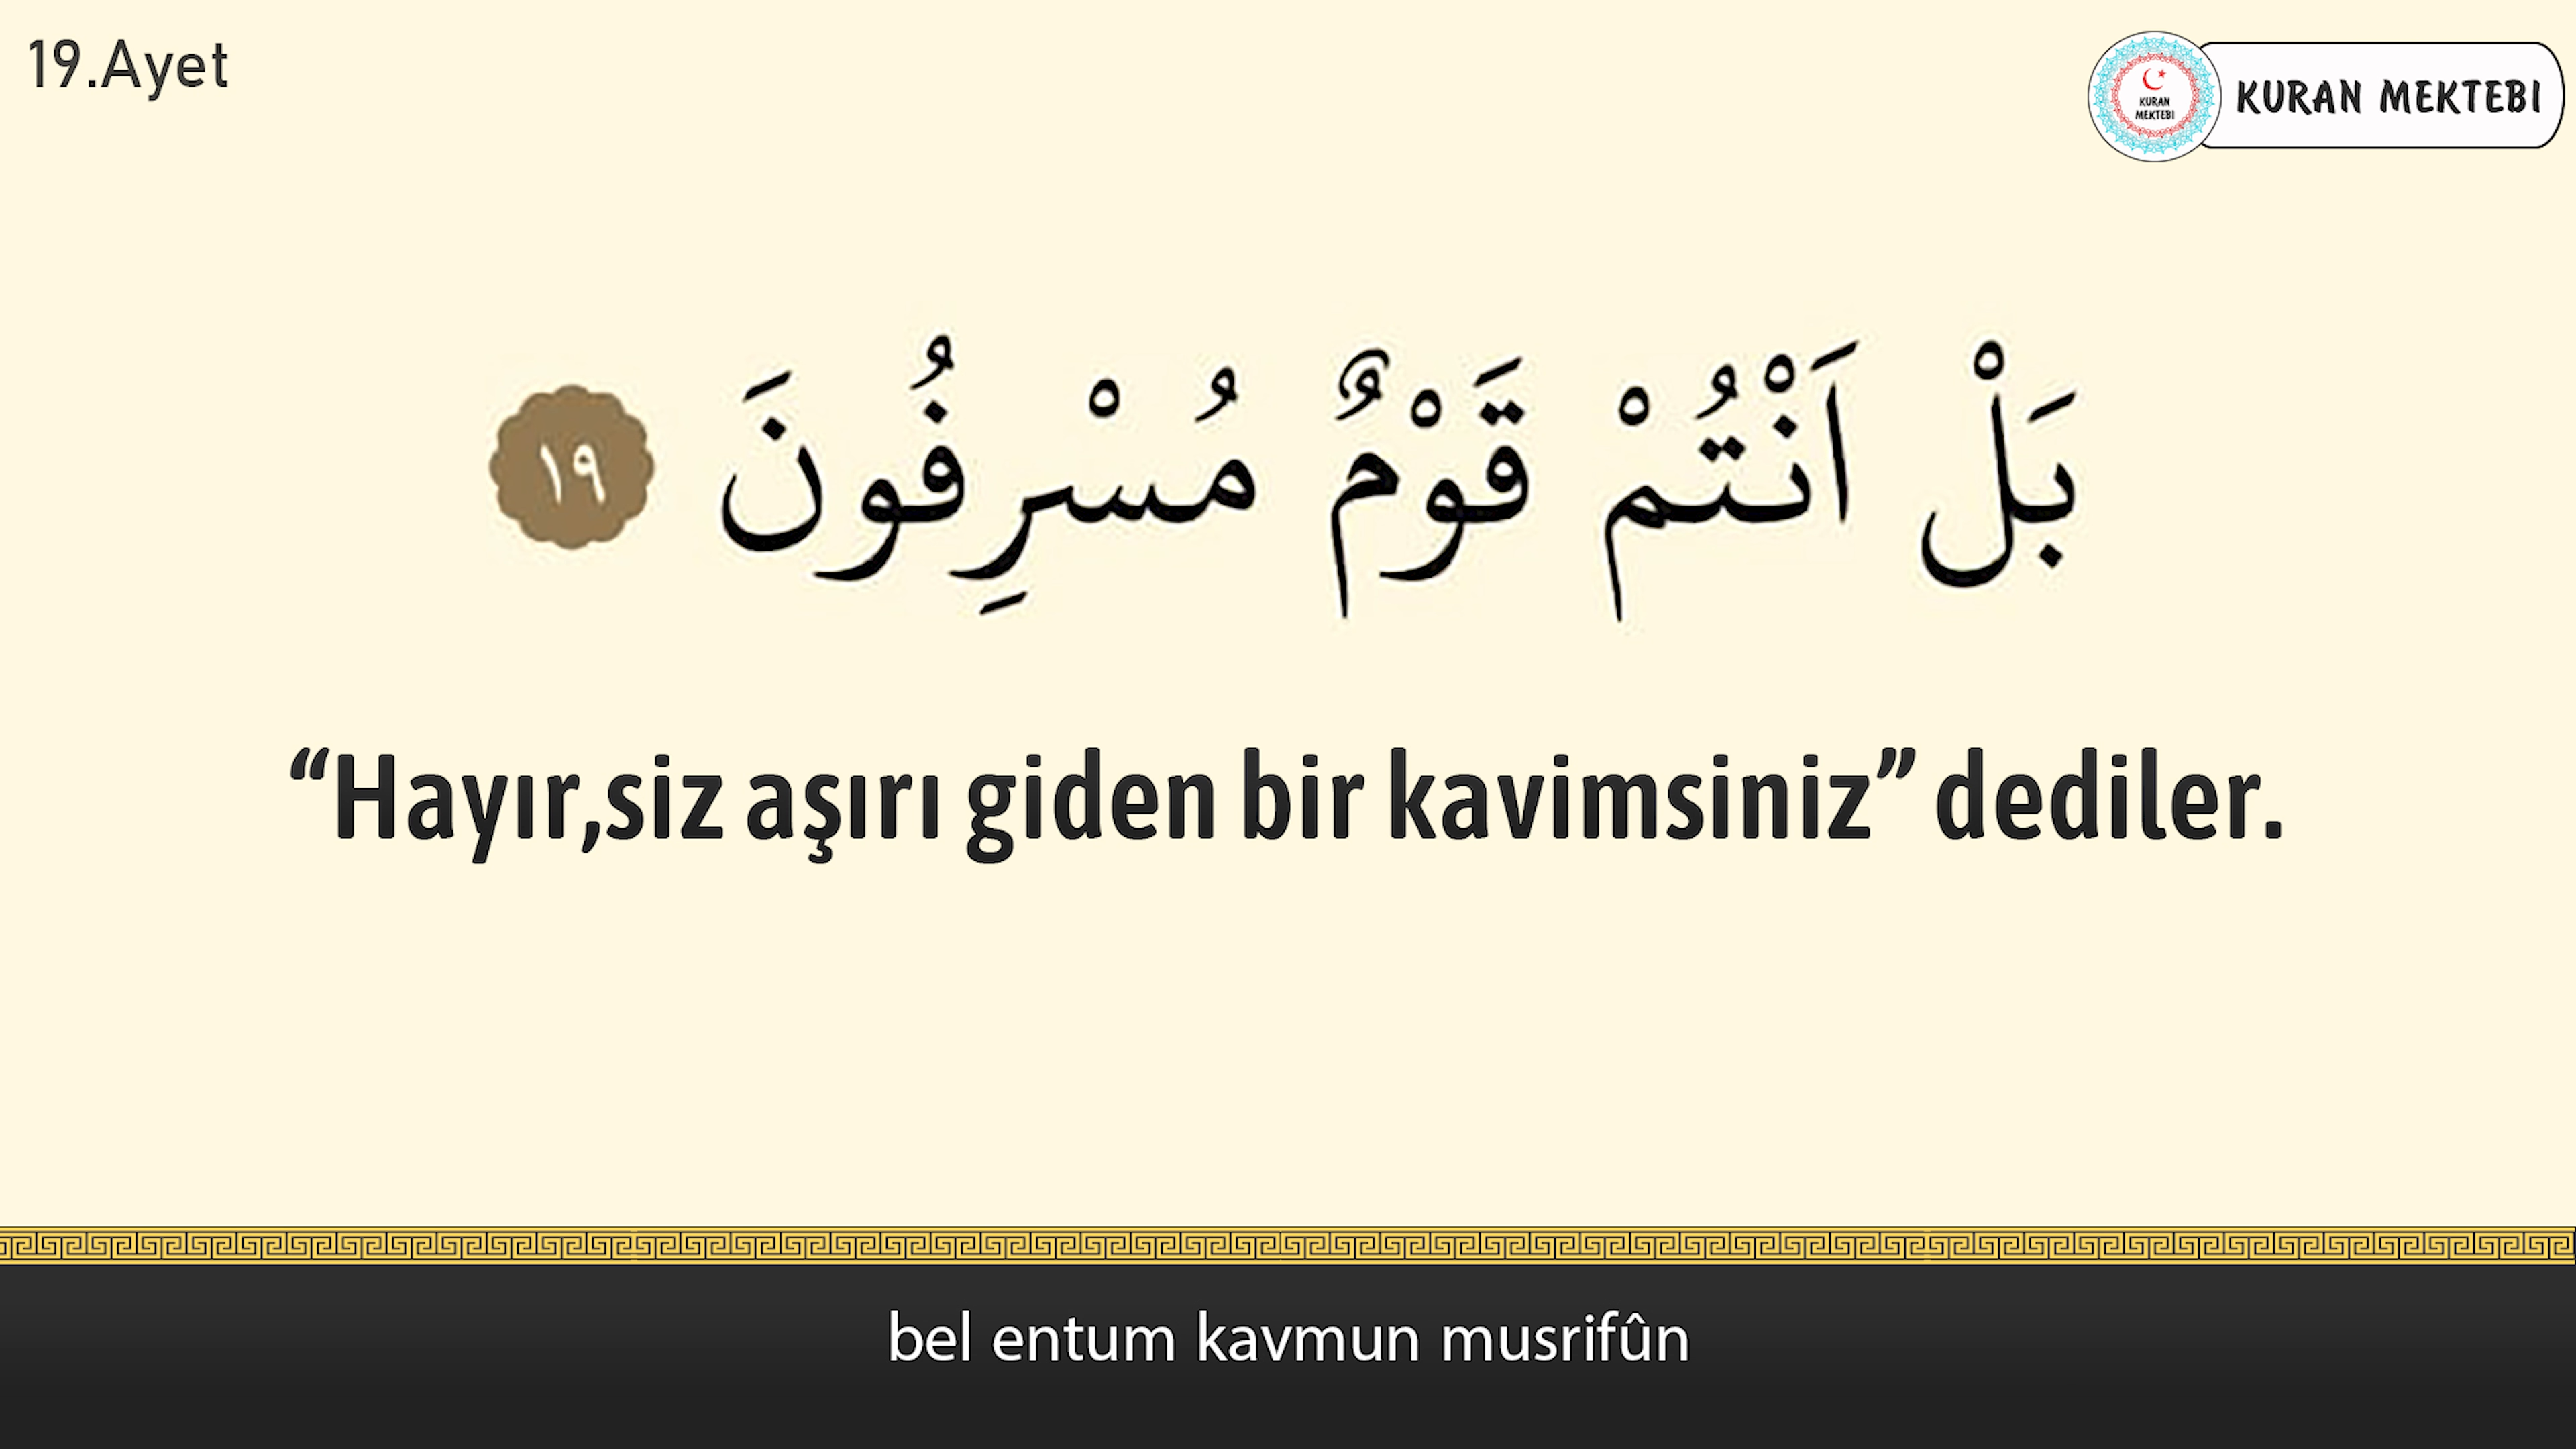 19.Ayet
KURAN
MEKTEBI
KURAN MEKTEBI
بَلْ اَنْتُمْ قَوْمٌ مُسْرِفُونَ ١٩
“Hayır,siz aşırı giden bir kavimsiniz” dediler.
bel entum kavmun musrifûn